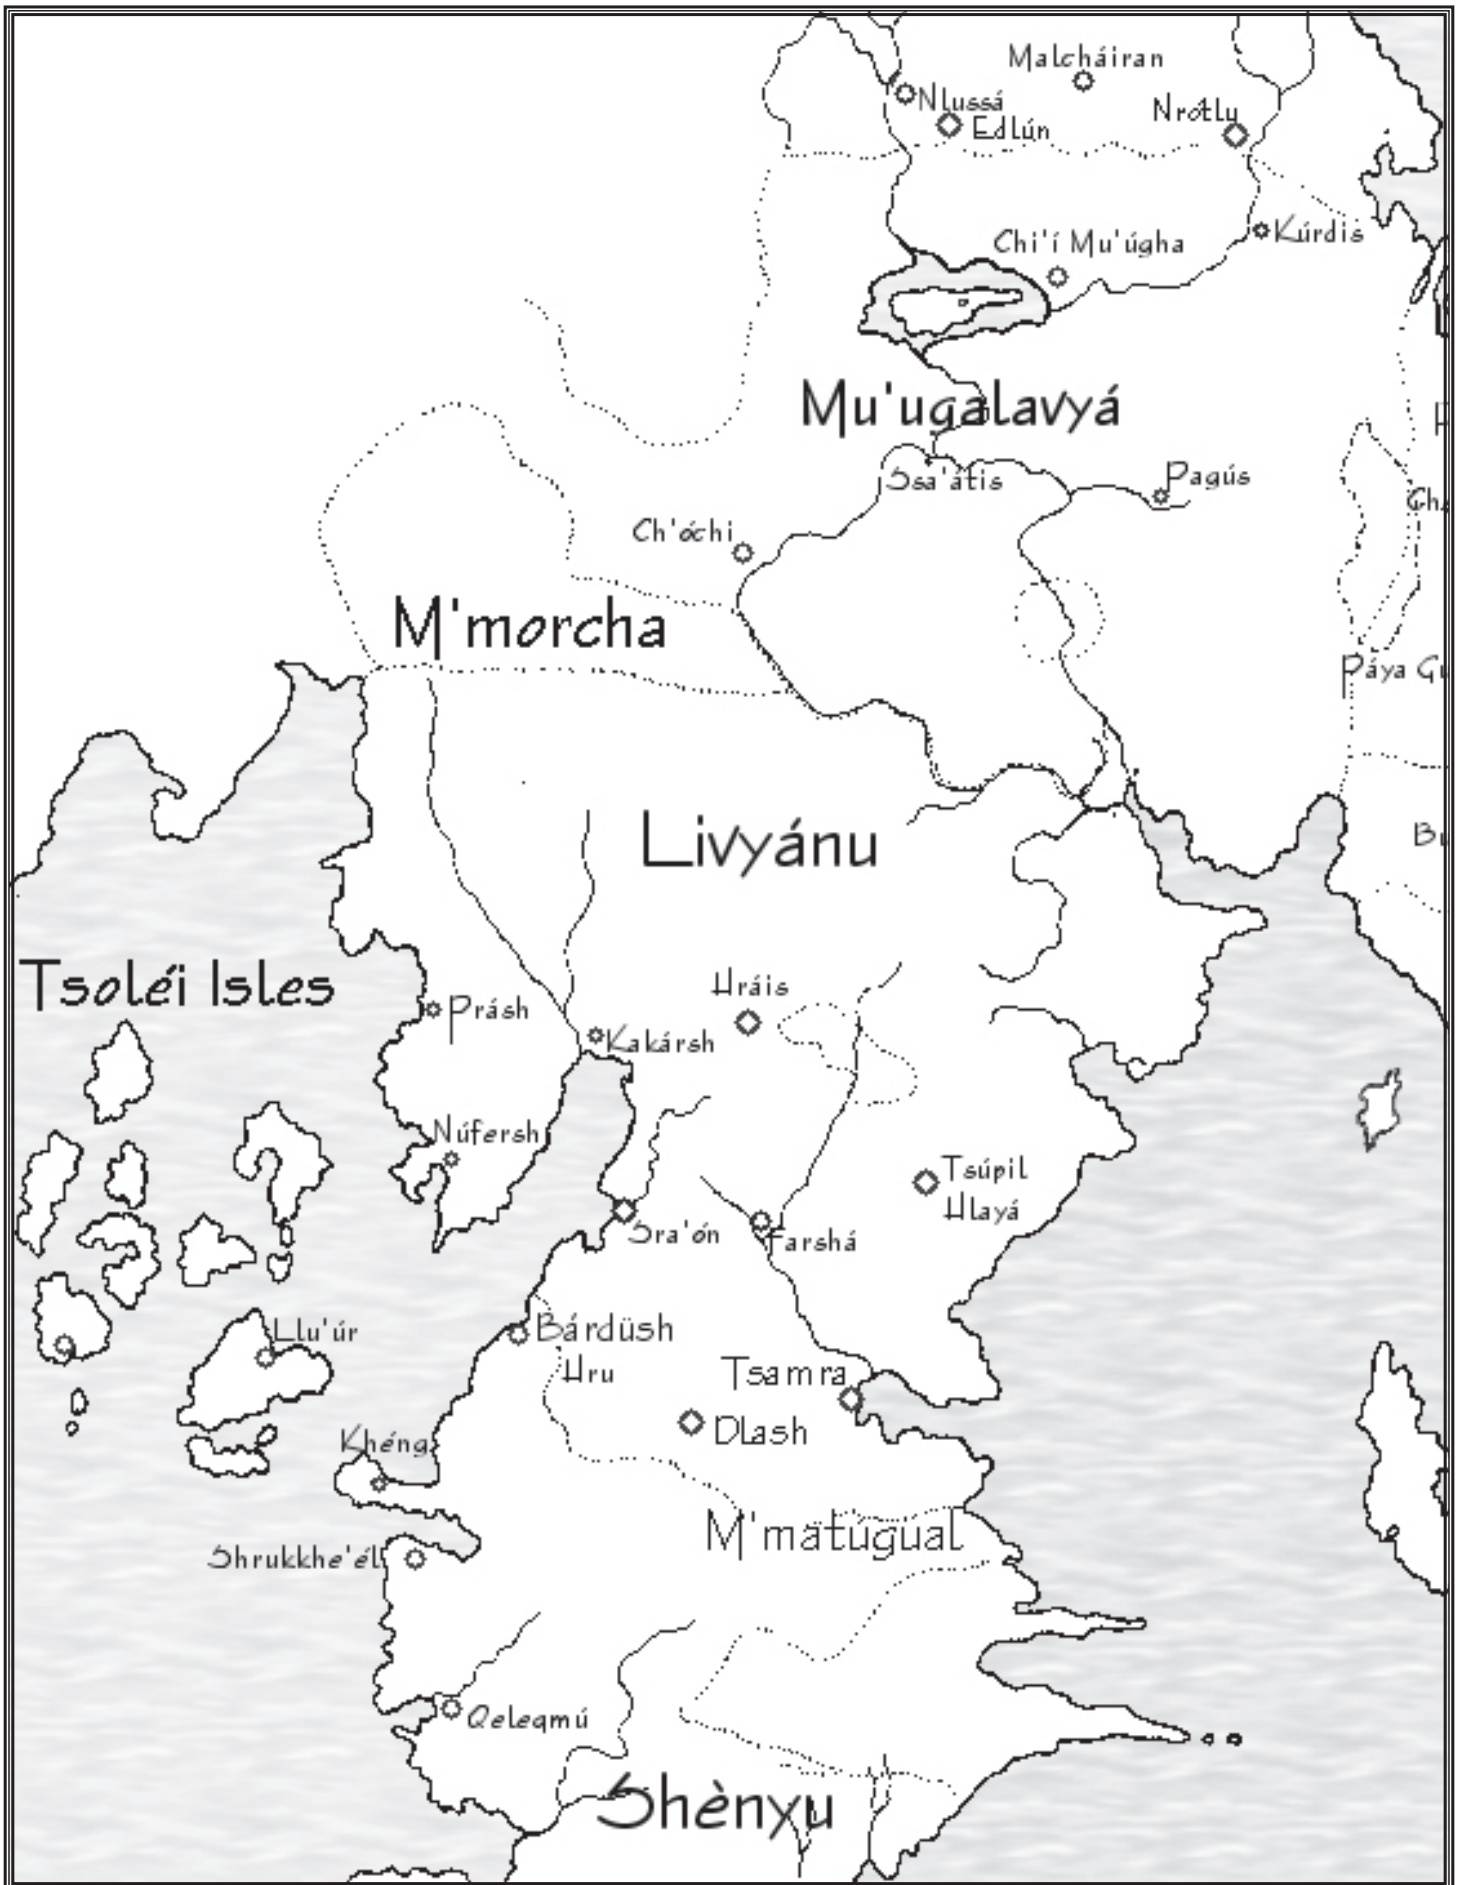 Malcháiran
Nlussá
Nrótlu
Edlún
Kúrdis
Chi'í Mu'úgha
Mu'ugalavyá
Ssa'átis
Pagús
Ch'óchi
M'morcha
Páya
Livyánu
Tsoléi Isles
Hráis
Prásh
Kakársh
Núfersh
Tsúpil
Hlayá
Sra'ón
Farshá
Llu'úr
Bárdüsh
Hru
Tsamra
Dlash
Khéng
M'matúgual
Shrukkhe'él
Qeleqmú
Shènyu